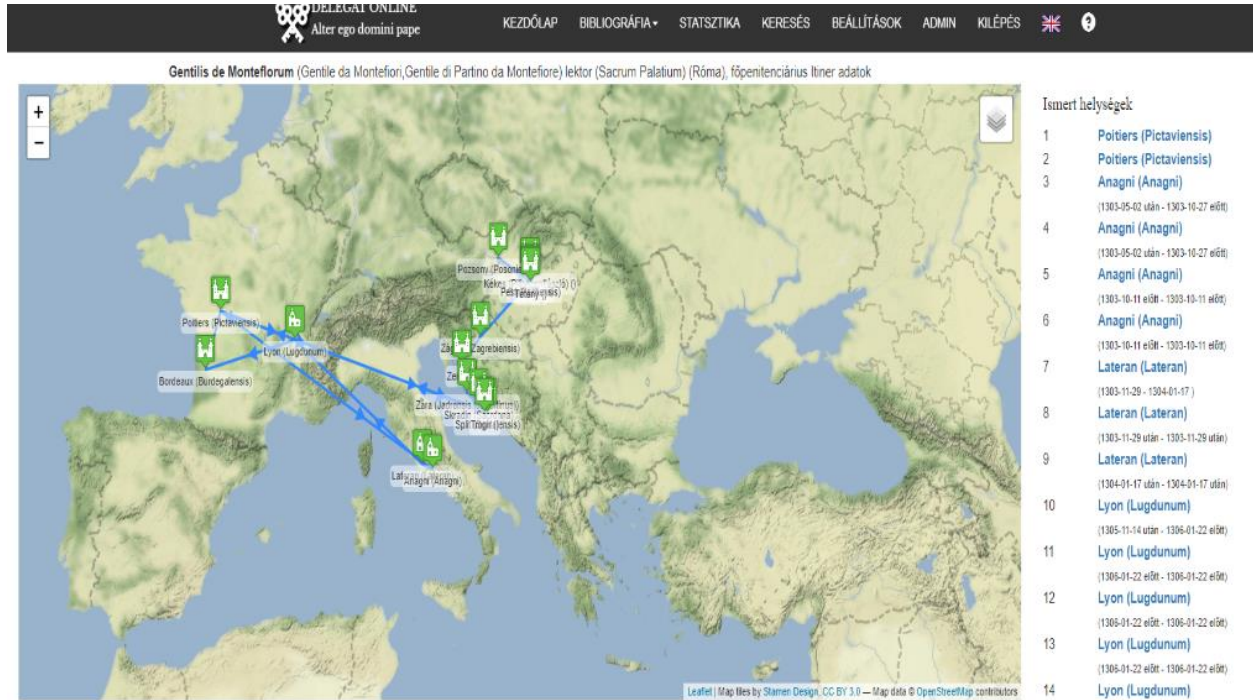 DELEGAT ONLINE
Alter ego domini pape
KEZDŐLAP BIBLIOGRÁFIA STATSZTIKA KERESÉS BEÁLLÍTÁSOK ADMIN KILÉPÉS
Gentilis de Monteflorum (Gentile da Montefiori,Gentile di Partino da Montefiore) lektor (Sacrum Palatium) (Róma), főpenitenciárius Itiner adatok
+
−
Pozsony
Poitiers (Pictaviensis)
Lyon (Lugdunum)
Bordeaux (Burdegalensis)
Zára
Lateran
Anagni (Anagni)
Leaflet | Map tiles by Stamen Design, CC BY 3.0 — Map data © OpenStreetMap contributors
Ismert helységek
1 Poitiers (Pictaviensis)
2 Poitiers (Pictaviensis)
3 Anagni (Anagni)
(1303-05-02 után - 1303-10-27 előtt)
4 Anagni (Anagni)
(1303-05-02 után - 1303-10-27 előtt)
5 Anagni (Anagni)
(1303-10-11 előtt - 1303-10-11 előtt)
6 Anagni (Anagni)
(1303-10-11 előtt - 1303-10-11 előtt)
7 Lateran (Lateran)
(1303-11-29 - 1304-01-17 )
8 Lateran (Lateran)
(1303-11-29 után - 1303-11-29 után)
9 Lateran (Lateran)
(1304-01-17 után - 1304-01-17 után)
10 Lyon (Lugdunum)
(1305-11-14 után - 1306-01-22 előtt)
11 Lyon (Lugdunum)
(1306-01-22 előtt - 1306-01-22 előtt)
12 Lyon (Lugdunum)
(1306-01-22 előtt - 1306-01-22 előtt)
13 Lyon (Lugdunum)
(1306-01-22 előtt - 1306-01-22 előtt)
14 Lyon (Lugdunum)